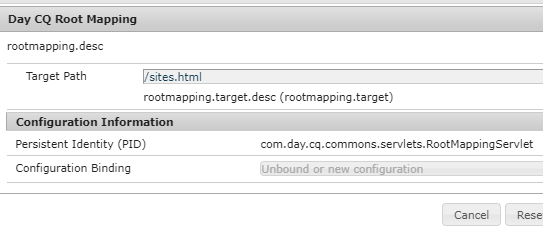 Day CQ Root Mapping
rootmapping.desc
Target Path /sites.html
rootmapping.target.desc (rootmapping.target)
Configuration Information
Persistent Identity (PID) com.day.cq.commons.servlets.RootMappingServlet
Configuration Binding Unbound or new configuration
Cancel Rese